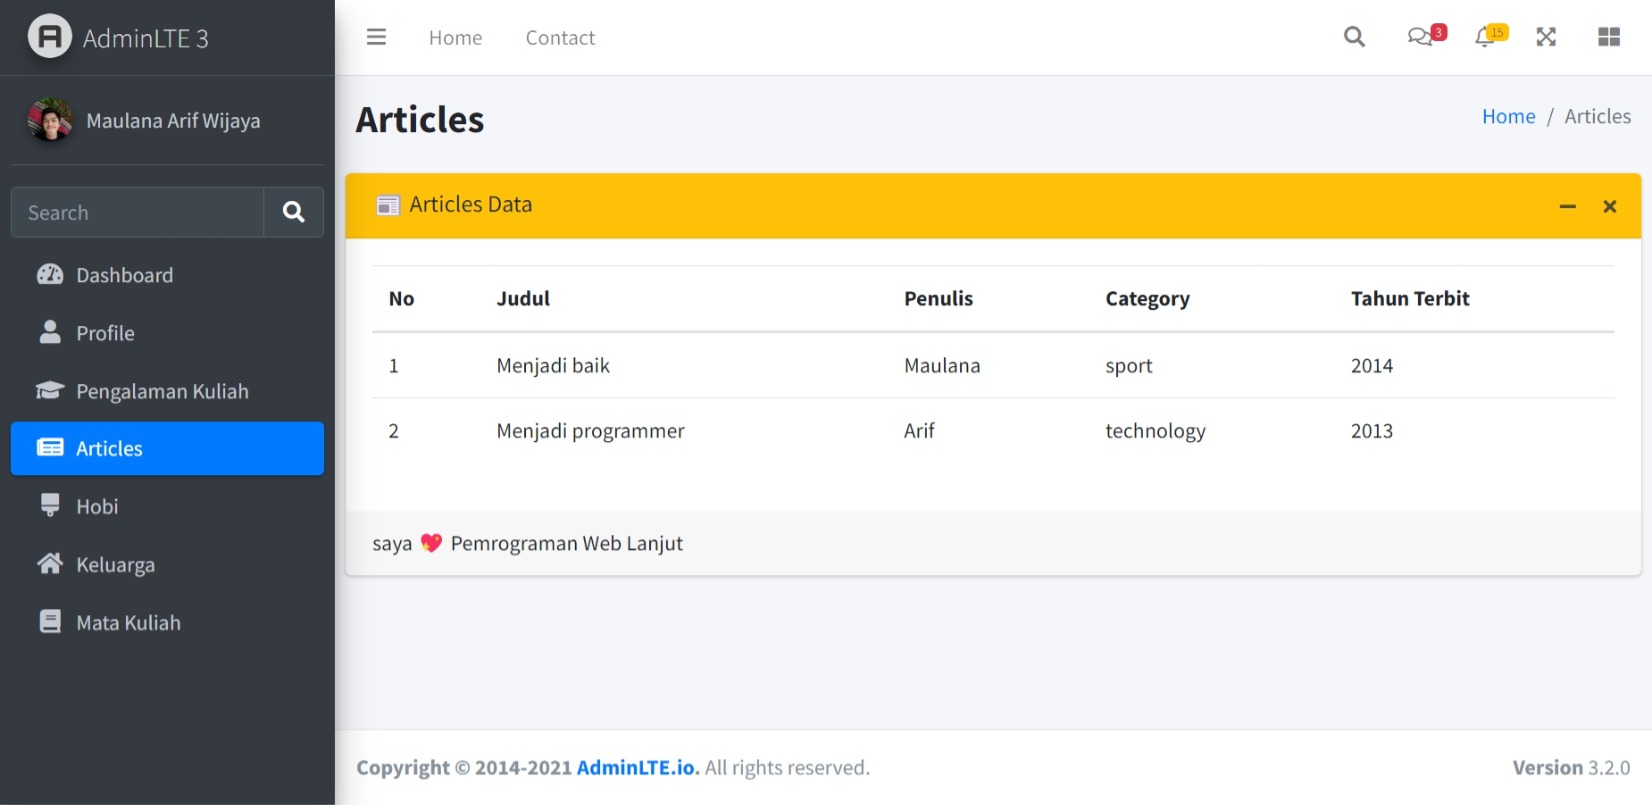 AdminLTE 3
Home
Contact
3
15
Maulana Arif Wijaya
Search
Dashboard
Profile
Pengalaman Kuliah
Articles
Hobi
Keluarga
Mata Kuliah
Articles
Home / Articles
Articles Data
No Judul Penulis Category Tahun Terbit
1 Menjadi baik Maulana sport 2014
2 Menjadi programmer Arif technology 2013
saya 💖 Pemrograman Web Lanjut
Copyright © 2014-2021 AdminLTE.io. All rights reserved.
Version 3.2.0